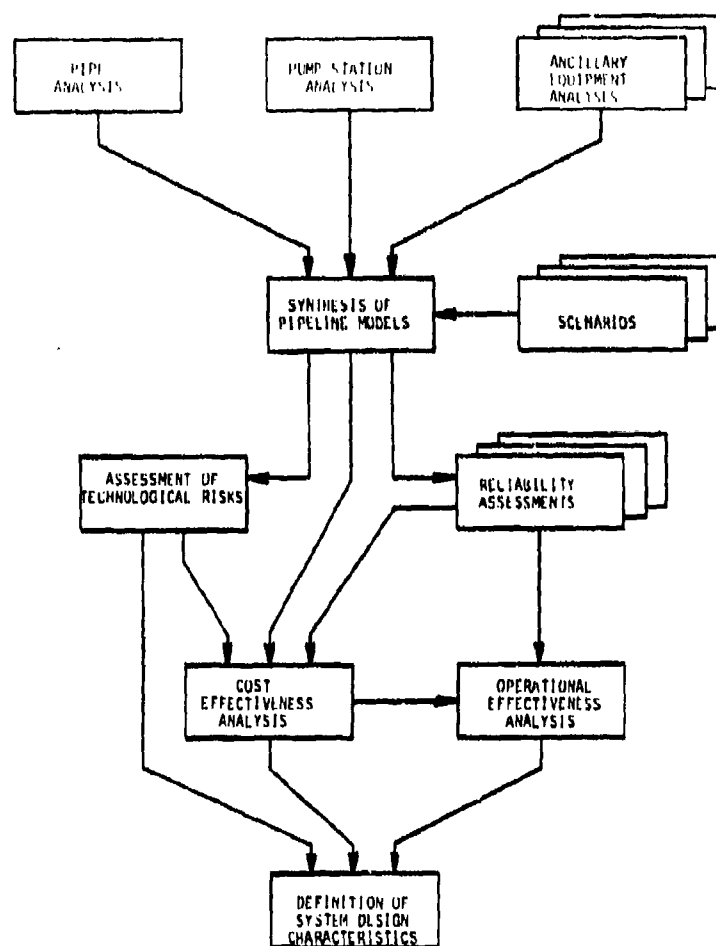 PIPE
ANALYSIS
PUMP STATION
ANALYSIS
ANCILLARY
EQUIPMENT
ANALYSIS
SYNTHESIS OF
PIPELINE MODELS
SCENARIOS
ASSESSMENT OF
TECHNOLOGICAL RISKS
RELIABILITY
ASSESSMENTS
COST
EFFECTIVENESS
ANALYSIS
OPERATIONAL
EFFECTIVENESS
ANALYSIS
DEFINITION OF
SYSTEM DESIGN
CHARACTERISTICS